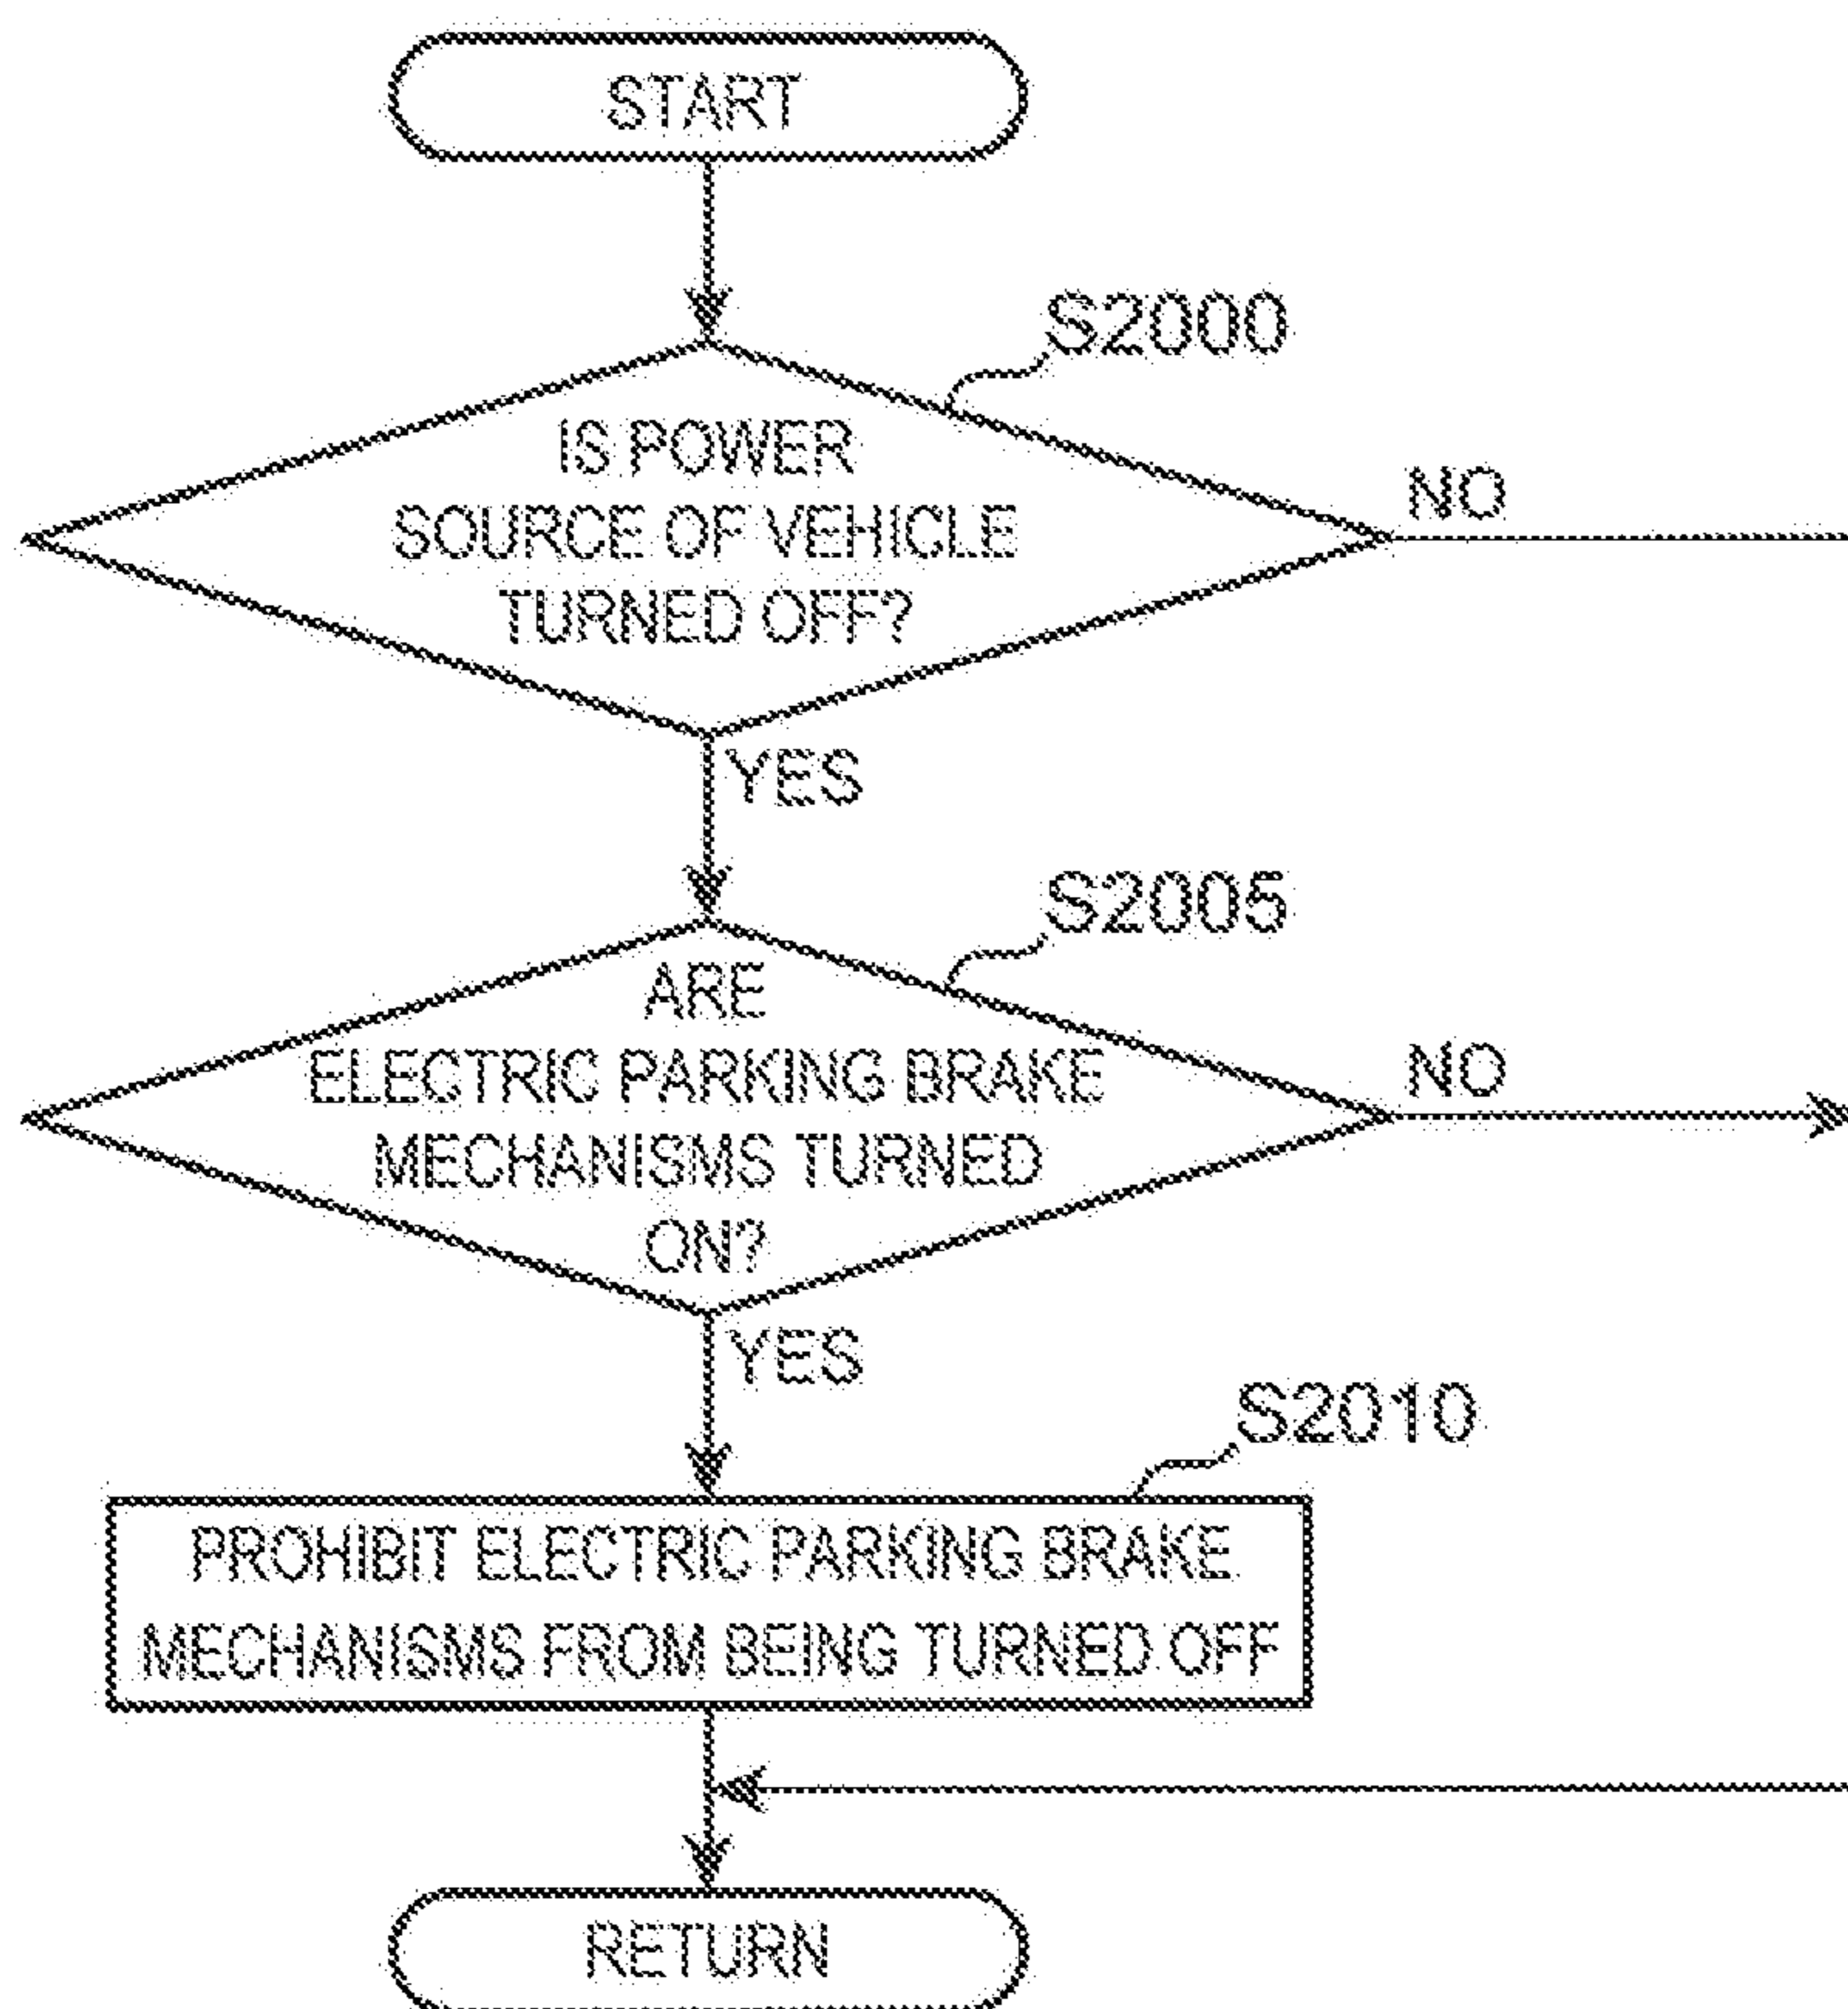 START
S2000
IS POWER
SOURCE OF VEHICLE
TURNED OFF?
NO
YES
S2005
ARE
ELECTRIC PARKING BRAKE
MECHANISMS TURNED
ON?
NO
YES
S2010
PROHIBIT ELECTRIC PARKING BRAKE
MECHANISMS FROM BEING TURNED OFF
RETURN